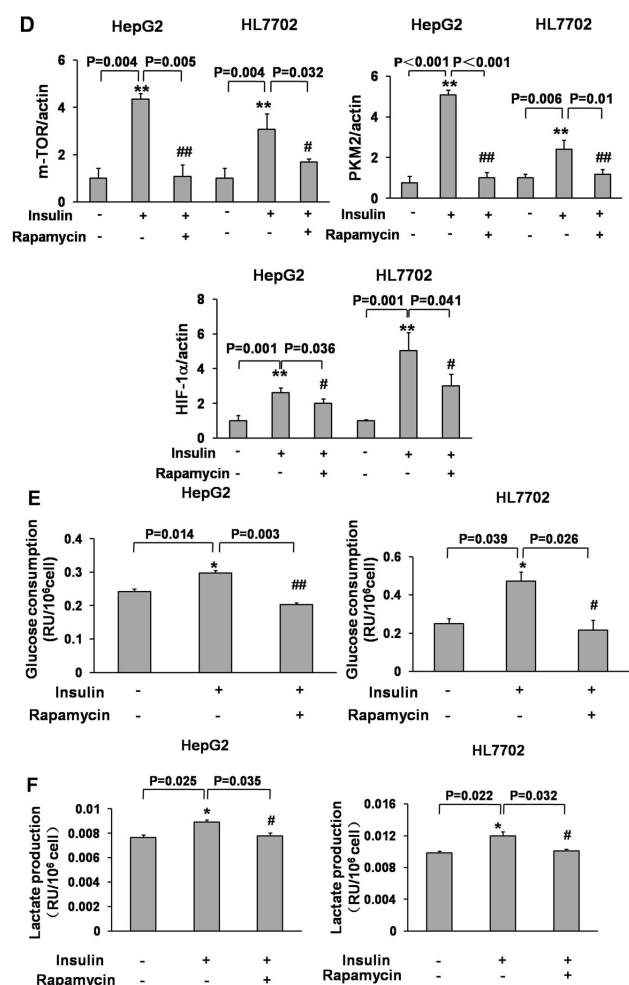 D
HepG2 HL7702
P=0.004 P=0.005 P=0.004 P=0.032
m-TOR/actin
6
4
2
0
** ## ** #
Insulin - + + - + +
Rapamycin - - + - - +
HepG2 HL7702
P<0.001 P<0.001
P=0.006 P=0.01
PKM2/actin
6
4
2
0
** ## ** ##
Insulin - + + - + +
Rapamycin - - + - - +
HepG2 HL7702
P=0.001 P=0.041
P=0.001 P=0.036
HIF-1α/actin
8
6
4
2
0
** # ** #
Insulin - + + - + +
Rapamycin - - + - - +
E
HepG2
P=0.014 P=0.003
Glucose consumption
(RU/10⁶cell)
0.4
0.3
0.2
0.1
* ##
Insulin - + +
Rapamycin - - +
HL7702
P=0.039 P=0.026
Glucose consumption
(RU/10⁶cell)
0.6
0.4
0.2
0
* #
Insulin - + +
Rapamycin - - +
F
HepG2
P=0.025 P=0.035
Lactate production
（RU/10⁶ cell）
0.01
0.008
0.006
0.004
0.002
0
* #
Insulin - + +
Rapamycin - - +
HL7702
P=0.022 P=0.032
Lactate production
（RU/10⁶ cell）
0.016
0.012
0.008
0.004
0
* #
Insulin - + +
Rapamycin - - +